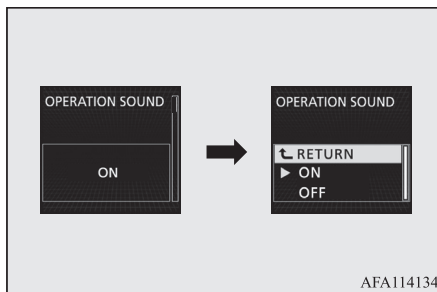 OPERATION SOUND
ON
OPERATION SOUND
RETURN
ON
OFF
AFA114134